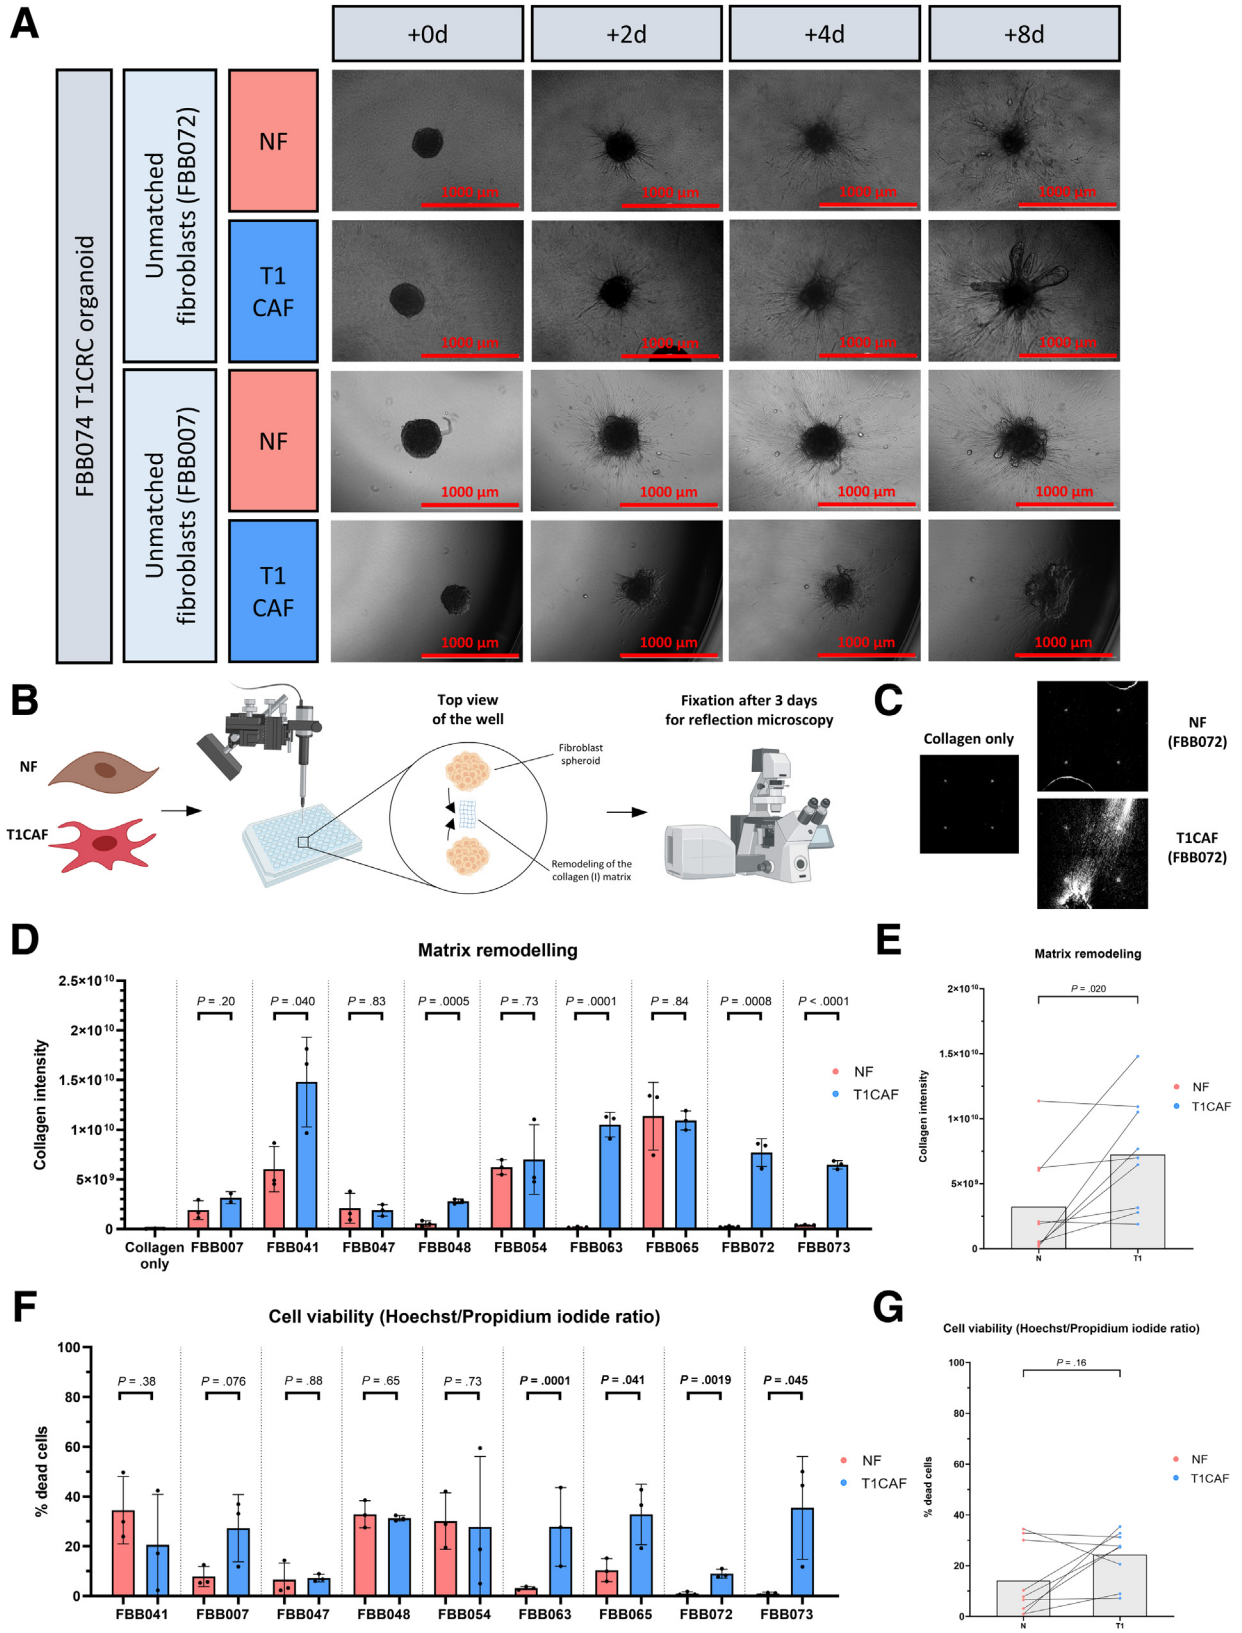 A
+0d
+2d
+4d
+8d
FBB074 T1CRC organoid
Unmatched
fibroblasts (FBB072)
NF
1000 µm
1000 µm
1000 µm
1000 µm
T1
CAF
1000 µm
1000 µm
1000 µm
1000 µm
Unmatched
fibroblasts (FBB007)
NF
1000 µm
1000 µm
1000 µm
1000 µm
T1
CAF
1000 µm
1000 µm
1000 µm
1000 µm
B
NF
T1CAF
Top view
of the well
Fibroblast
spheroid
Remodeling of the
collagen (I) matrix
Fixation after 3 days
for reflection microscopy
C
Collagen only
NF
(FBB072)
T1CAF
(FBB072)
D
Matrix remodelling
Collagen intensity
2.5×10¹⁰
2×10¹⁰
1.5×10¹⁰
1×10¹⁰
5×10⁹
0
P = .20
P = .040
P = .83
P = .0005
P = .73
P = .0001
P = .84
P = .0008
P < .0001
NF
T1CAF
Collagen
only
FBB007
FBB041
FBB047
FBB048
FBB054
FBB063
FBB065
FBB072
FBB073
E
Matrix remodeling
Collagen intensity
2×10¹⁰
1.5×10¹⁰
1×10¹⁰
5×10⁹
0
P = .020
NF
T1CAF
N
T1
F
Cell viability (Hoechst/Propidium iodide ratio)
% dead cells
100
80
60
40
20
0
P = .38
P = .076
P = .88
P = .65
P = .73
P = .0001
P = .041
P = .0019
P = .045
NF
T1CAF
FBB041
FBB007
FBB047
FBB048
FBB054
FBB063
FBB065
FBB072
FBB073
G
Cell viability (Hoechst/Propidium iodide ratio)
% dead cells
100
80
60
40
20
0
P = .16
NF
T1CAF
N
T1